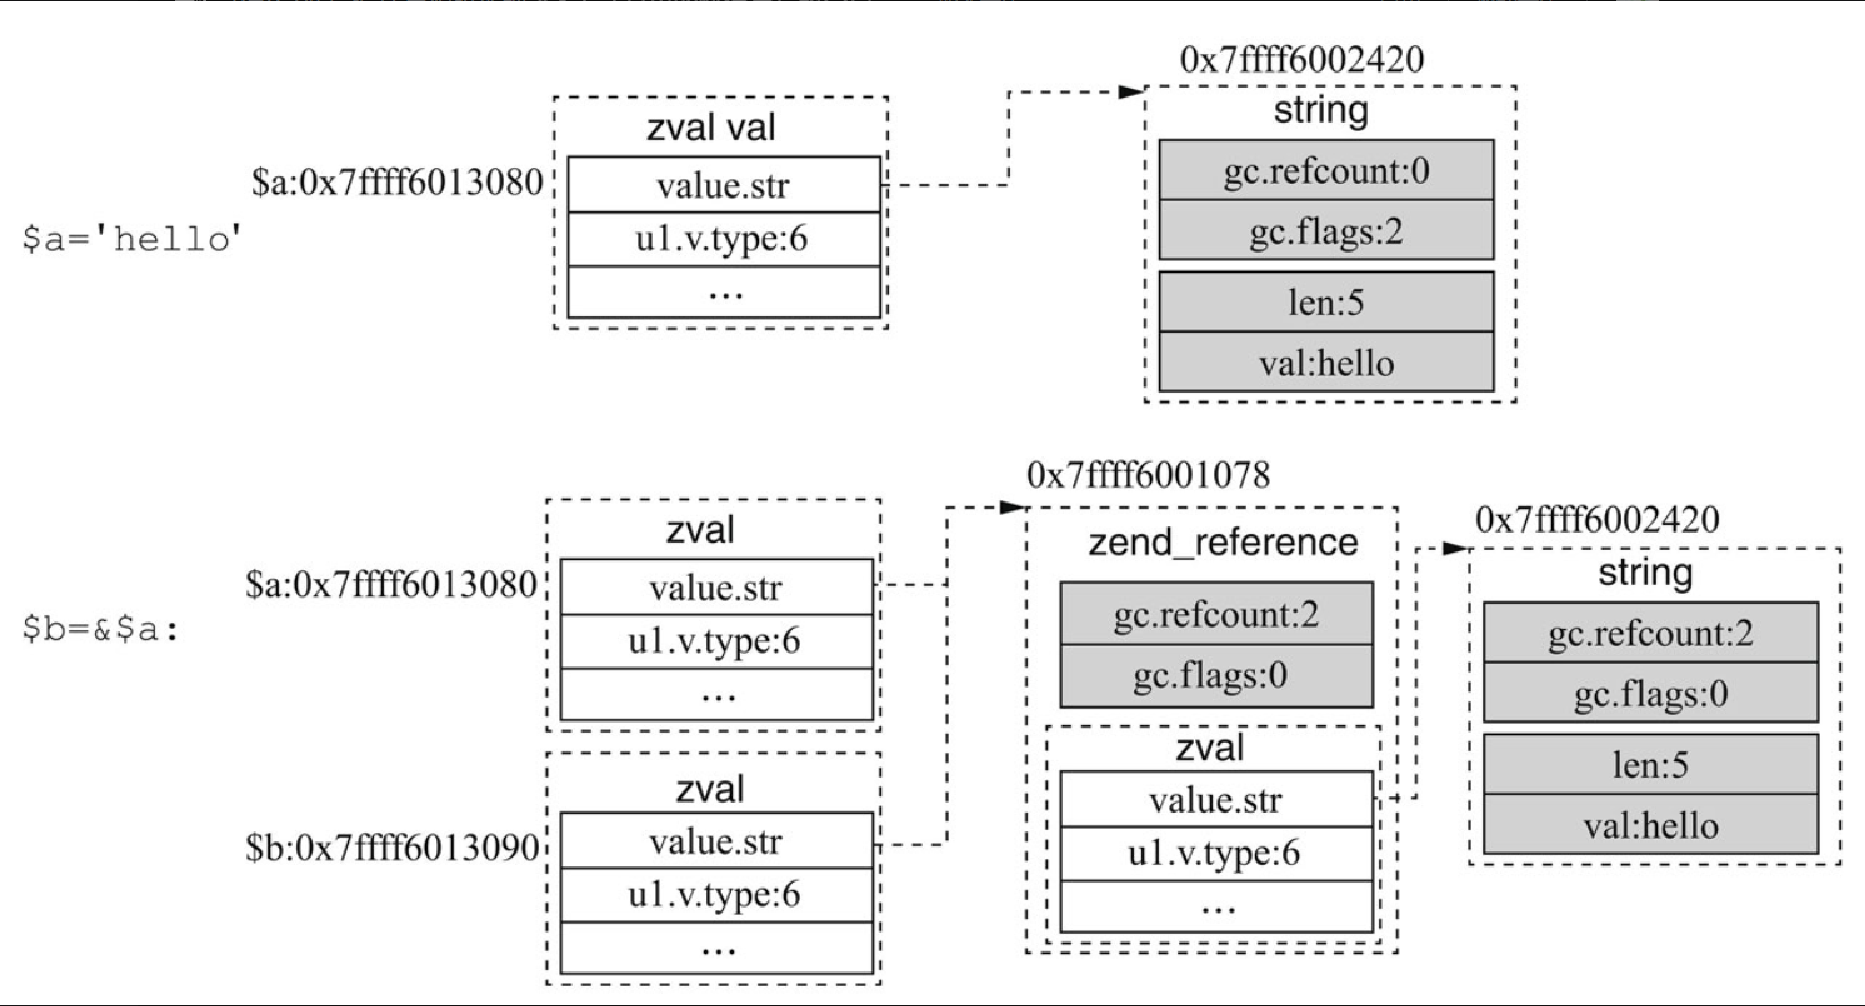 0x7ffff6002420
zval val
string
$a:0x7ffff6013080
value.str
gc.refcount:0
$a='hello'
u1.v.type:6
gc.flags:2
...
len:5
val:hello
0x7ffff6001078
zval
zend_reference
0x7ffff6002420
string
$a:0x7ffff6013080
value.str
gc.refcount:2
gc.refcount:2
$b=&$a:
u1.v.type:6
gc.flags:0
gc.flags:0
...
zval
zval
value.str
len:5
$b:0x7ffff6013090
value.str
u1.v.type:6
val:hello
u1.v.type:6
...
...